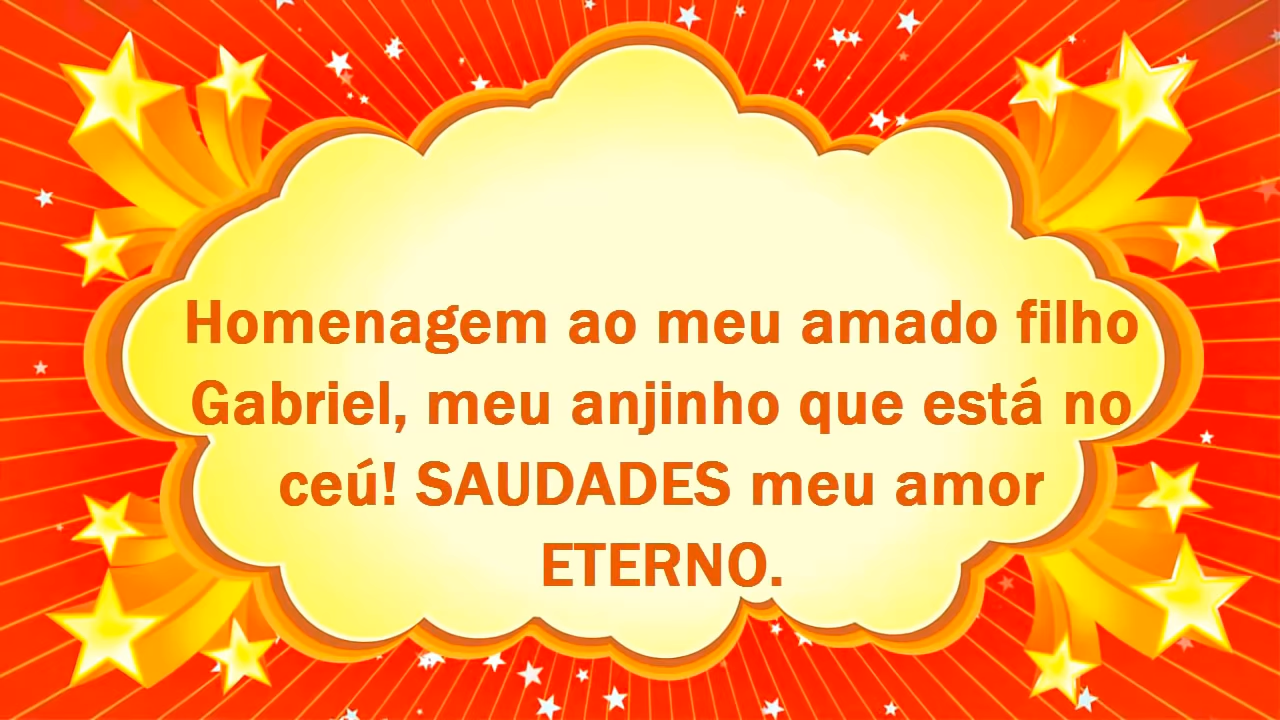 Homenagem ao meu amado filho
Gabriel, meu anjinho que está no
ceú! SAUDADES meu amor
ETERNO.